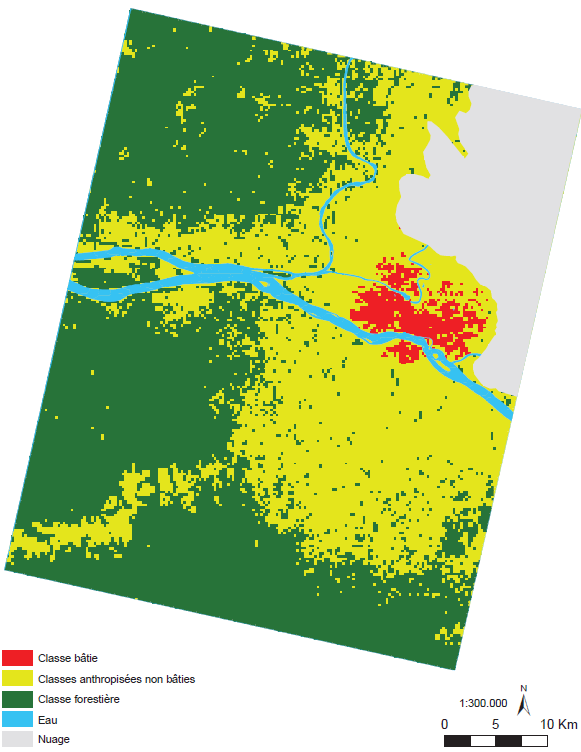 Classe bâtie
Classes anthropisées non bâties
Classe forestière
Eau
Nuage
N
1:300.000
0 5 10 Km